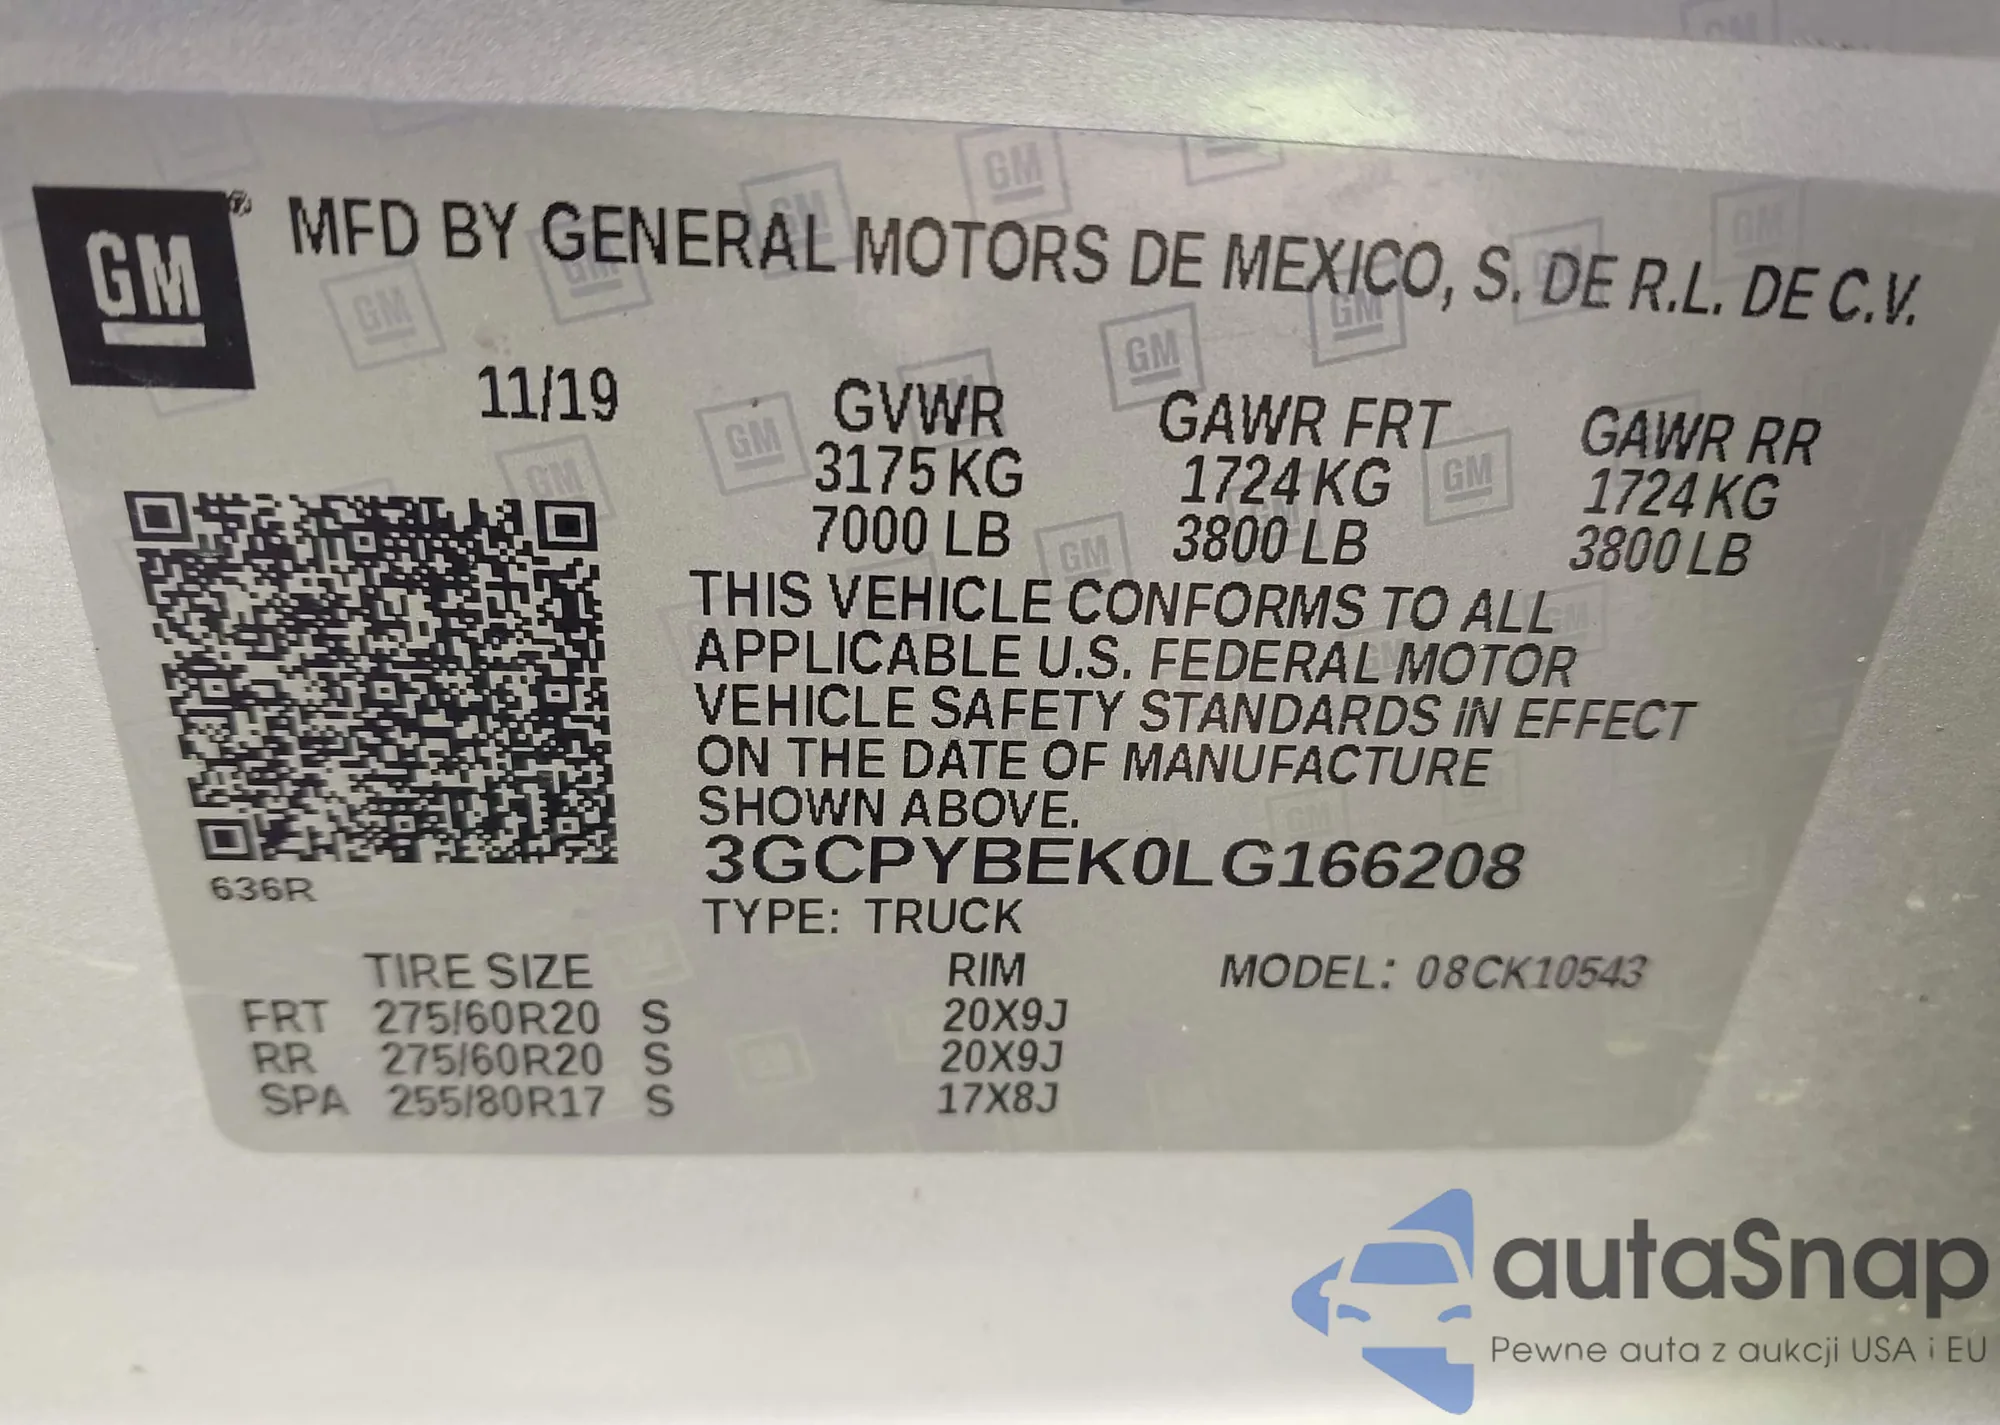 GM
® MFD BY GENERAL MOTORS DE MEXICO, S. DE R.L. DE C.V.
11/19
GVWR GAWR FRT GAWR RR
3175 KG 1724 KG 1724 KG
7000 LB 3800 LB 3800 LB
THIS VEHICLE CONFORMS TO ALL
APPLICABLE U.S. FEDERAL MOTOR
VEHICLE SAFETY STANDARDS IN EFFECT
ON THE DATE OF MANUFACTURE
SHOWN ABOVE.
3GCPYBEK0LG166208
636R
TYPE: TRUCK
TIRE SIZE RIM MODEL: 08CK10543
FRT 275/60R20 S 20X9J
RR 275/60R20 S 20X9J
SPA 255/80R17 S 17X8J
autaSnap
Pewne auta z aukcji USA i EU